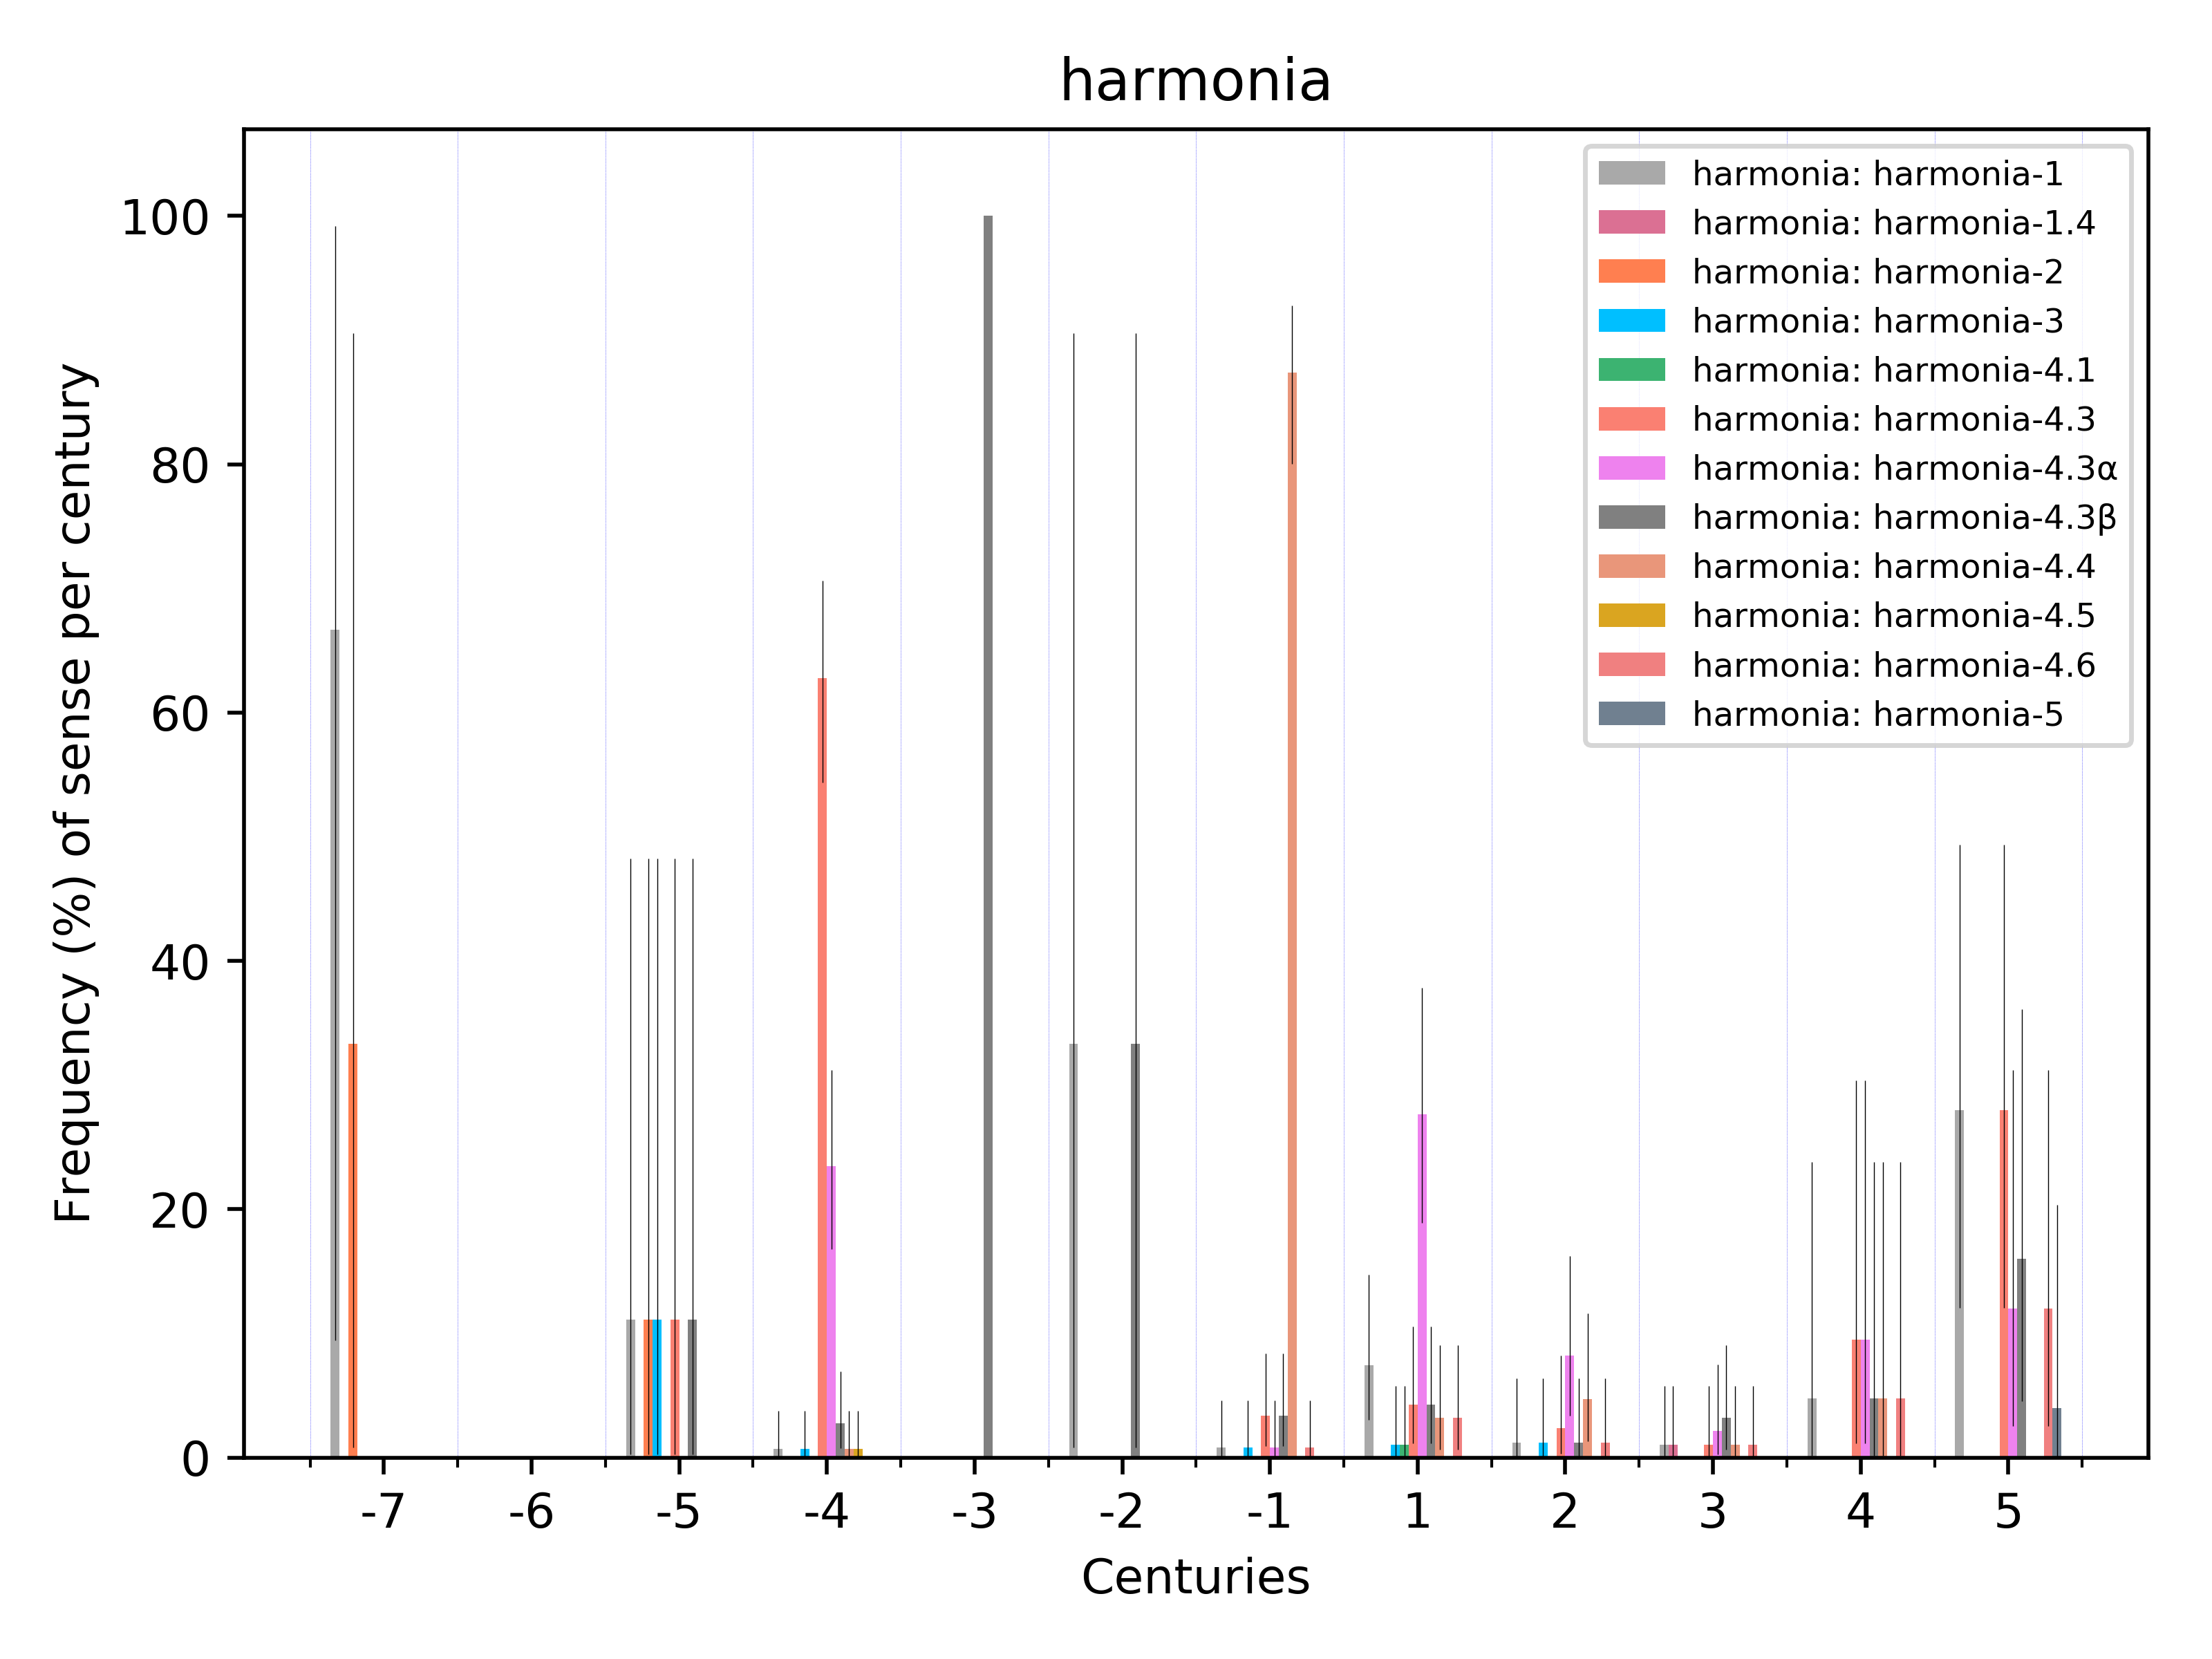 harmonia
Frequency (%) of sense per century
100
80
60
40
20
0
harmonia: harmonia-1
harmonia: harmonia-1.4
harmonia: harmonia-2
harmonia: harmonia-3
harmonia: harmonia-4.1
harmonia: harmonia-4.3
harmonia: harmonia-4.3α
harmonia: harmonia-4.3β
harmonia: harmonia-4.4
harmonia: harmonia-4.5
harmonia: harmonia-4.6
harmonia: harmonia-5
-7 -6 -5 -4 -3 -2 -1 1 2 3 4 5
Centuries